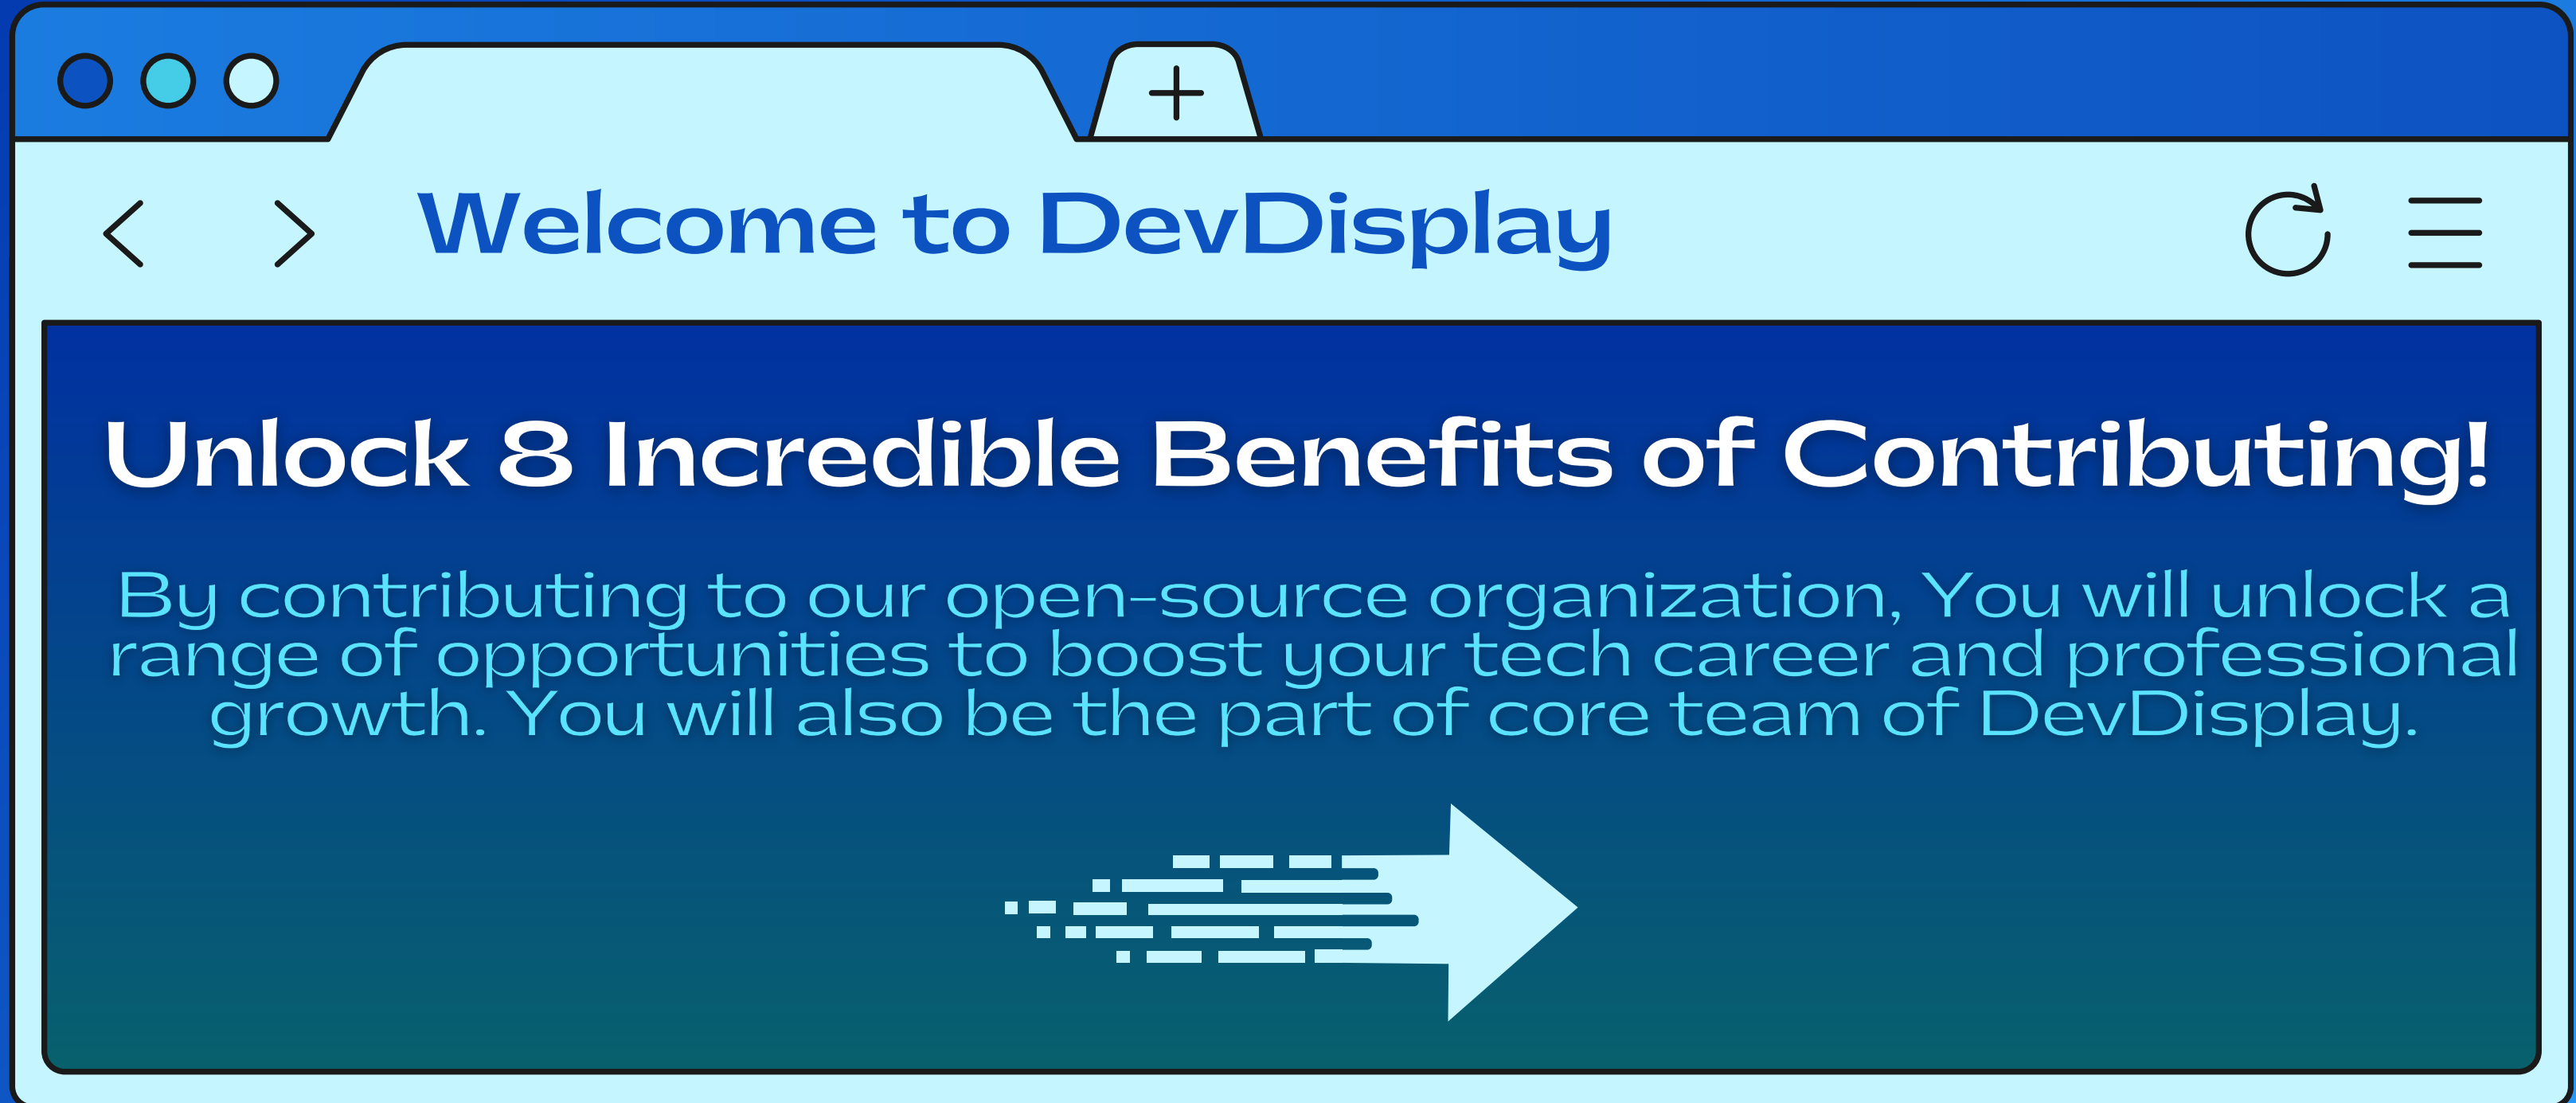 Welcome to DevDisplay
Unlock 8 Incredible Benefits of Contributing!
By contributing to our open-source organization, You will unlock a
range of opportunities to boost your tech career and professional
growth. You will also be the part of core team of DevDisplay.